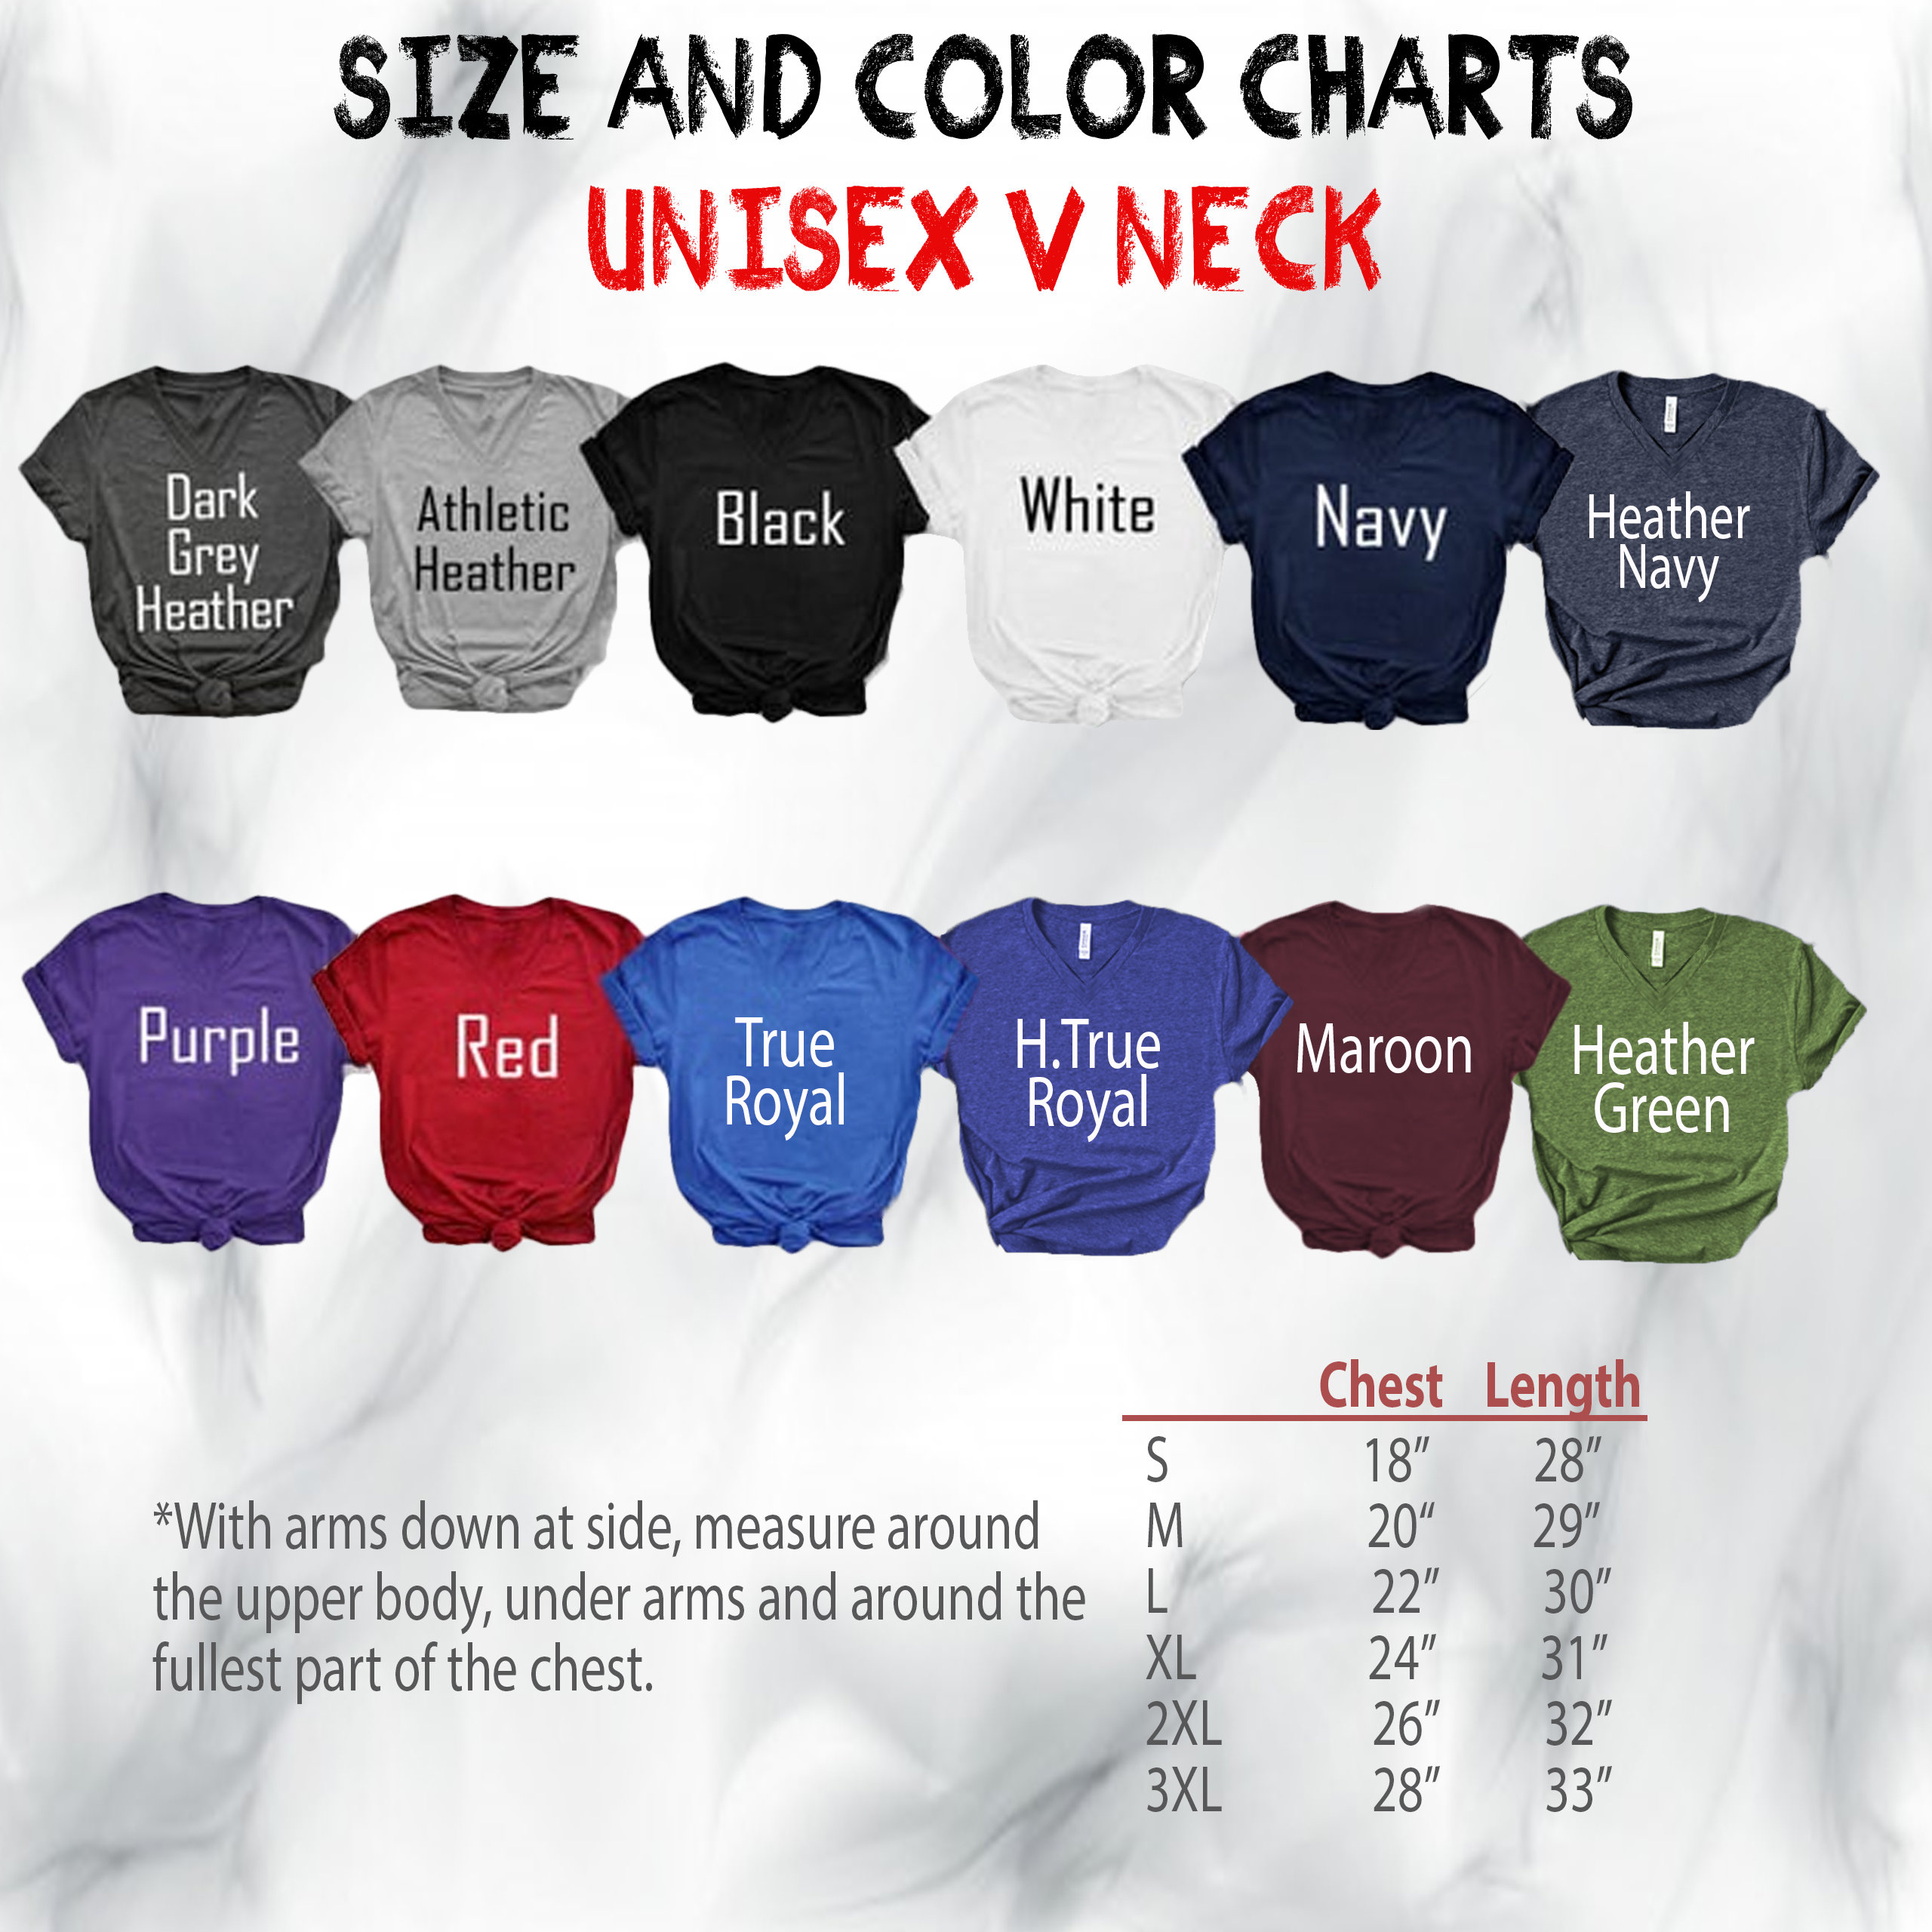 SIZE AND COLOR CHARTS
UNISEX V NECK
Dark
Grey
Heather
Athletic
Heather
Black
White
Navy
Heather
Navy
Purple
Red
True
Royal
H.True
Royal
Maroon
Heather
Green
*With arms down at side, measure around
the upper body, under arms and around the
fullest part of the chest.
Chest Length
S 18” 28”
M 20“ 29”
L 22” 30”
XL 24” 31”
2XL 26” 32”
3XL 28” 33”